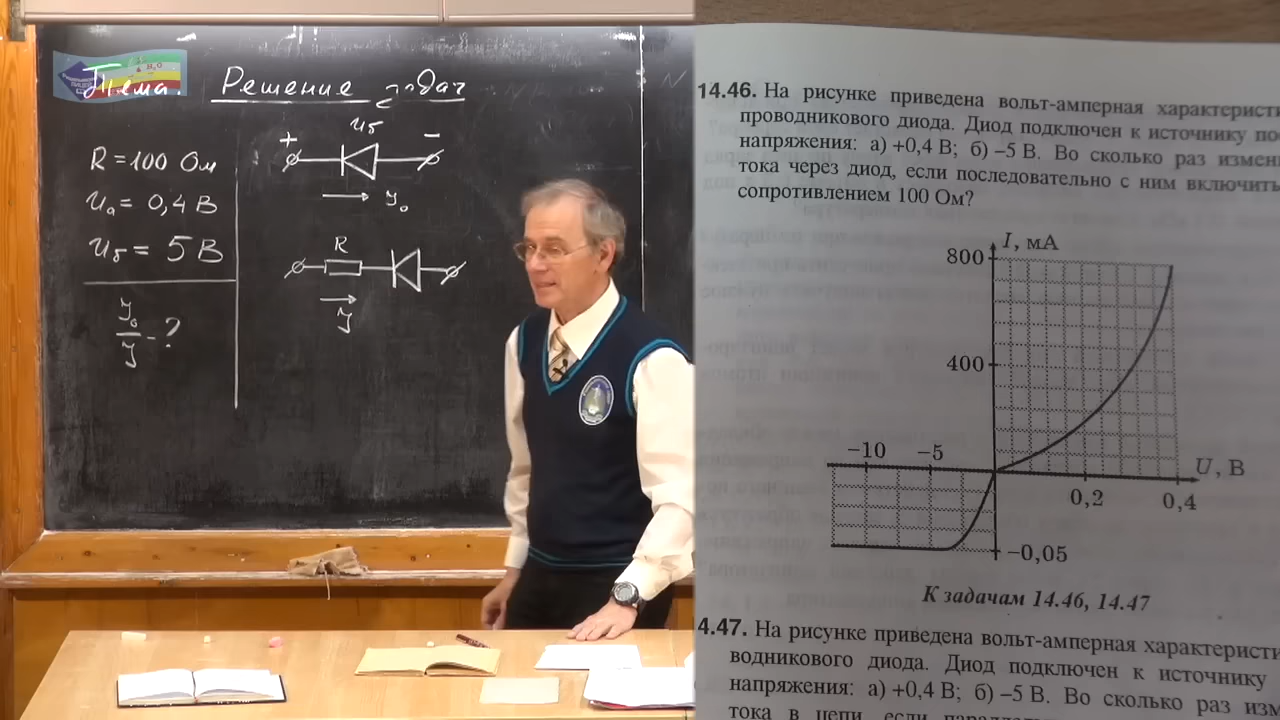 Тема. Решение задач
R = 100 Ом
Uа = 0,4 В
Uб = 5 В
J₀/J - ?
+ Uб −
J₀
R
J
14.46. На рисунке приведена вольт-амперная характеристи
проводникового диода. Диод подключен к источнику по
напряжения: а) +0,4 В; б) –5 В. Во сколько раз измени
тока через диод, если последовательно с ним включить
сопротивлением 100 Ом?
I, мА
800
400
−10 −5
U, В
0,2 0,4
−0,05
К задачам 14.46, 14.47
4.47. На рисунке приведена вольт-амперная характеристи
водникового диода. Диод подключен к источнику
напряжения: а) +0,4 В; б) –5 В. Во сколько раз изм
тока в цепи, если